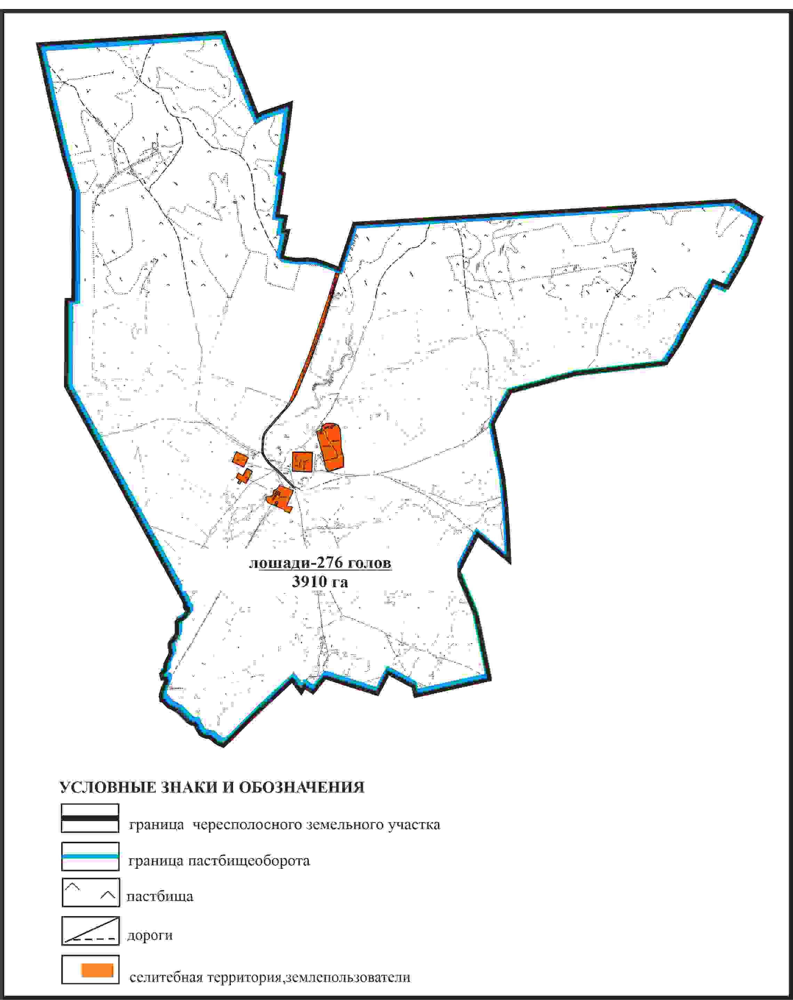 лошади-276 голов
3910 га
УСЛОВНЫЕ ЗНАКИ И ОБОЗНАЧЕНИЯ
граница чересполосного земельного участка
граница пастбищеоборота
пастбища
дороги
селитебная территория,землепользователи